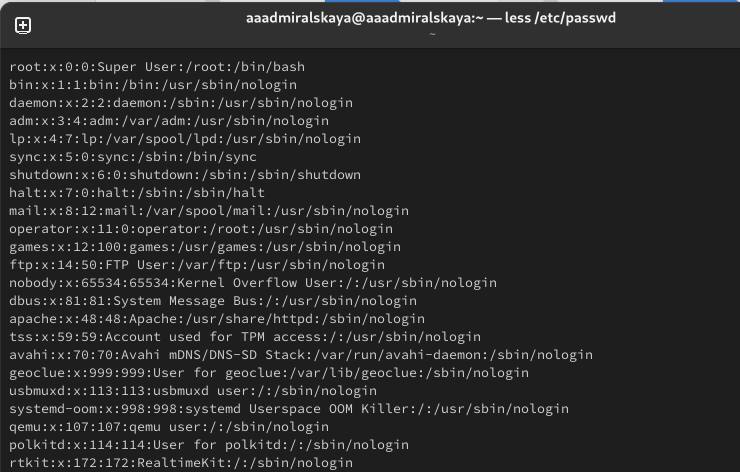 aaadmiralskaya@aaadmiralskaya:~ — less /etc/passwd
~
root:x:0:0:Super User:/root:/bin/bash
bin:x:1:1:bin:/bin:/usr/sbin/nologin
daemon:x:2:2:daemon:/sbin:/usr/sbin/nologin
adm:x:3:4:adm:/var/adm:/usr/sbin/nologin
lp:x:4:7:lp:/var/spool/lpd:/usr/sbin/nologin
sync:x:5:0:sync:/sbin:/bin/sync
shutdown:x:6:0:shutdown:/sbin:/sbin/shutdown
halt:x:7:0:halt:/sbin:/sbin/halt
mail:x:8:12:mail:/var/spool/mail:/usr/sbin/nologin
operator:x:11:0:operator:/root:/usr/sbin/nologin
games:x:12:100:games:/usr/games:/usr/sbin/nologin
ftp:x:14:50:FTP User:/var/ftp:/usr/sbin/nologin
nobody:x:65534:65534:Kernel Overflow User:/:/usr/sbin/nologin
dbus:x:81:81:System Message Bus:/:/usr/sbin/nologin
apache:x:48:48:Apache:/usr/share/httpd:/sbin/nologin
tss:x:59:59:Account used for TPM access:/:/usr/sbin/nologin
avahi:x:70:70:Avahi mDNS/DNS-SD Stack:/var/run/avahi-daemon:/sbin/nologin
geoclue:x:999:999:User for geoclue:/var/lib/geoclue:/sbin/nologin
usbmuxd:x:113:113:usbmuxd user:/:/sbin/nologin
systemd-oom:x:998:998:systemd Userspace OOM Killer:/:/usr/sbin/nologin
qemu:x:107:107:qemu user:/:/sbin/nologin
polkitd:x:114:114:User for polkitd:/:/sbin/nologin
rtkit:x:172:172:RealtimeKit:/:/sbin/nologin